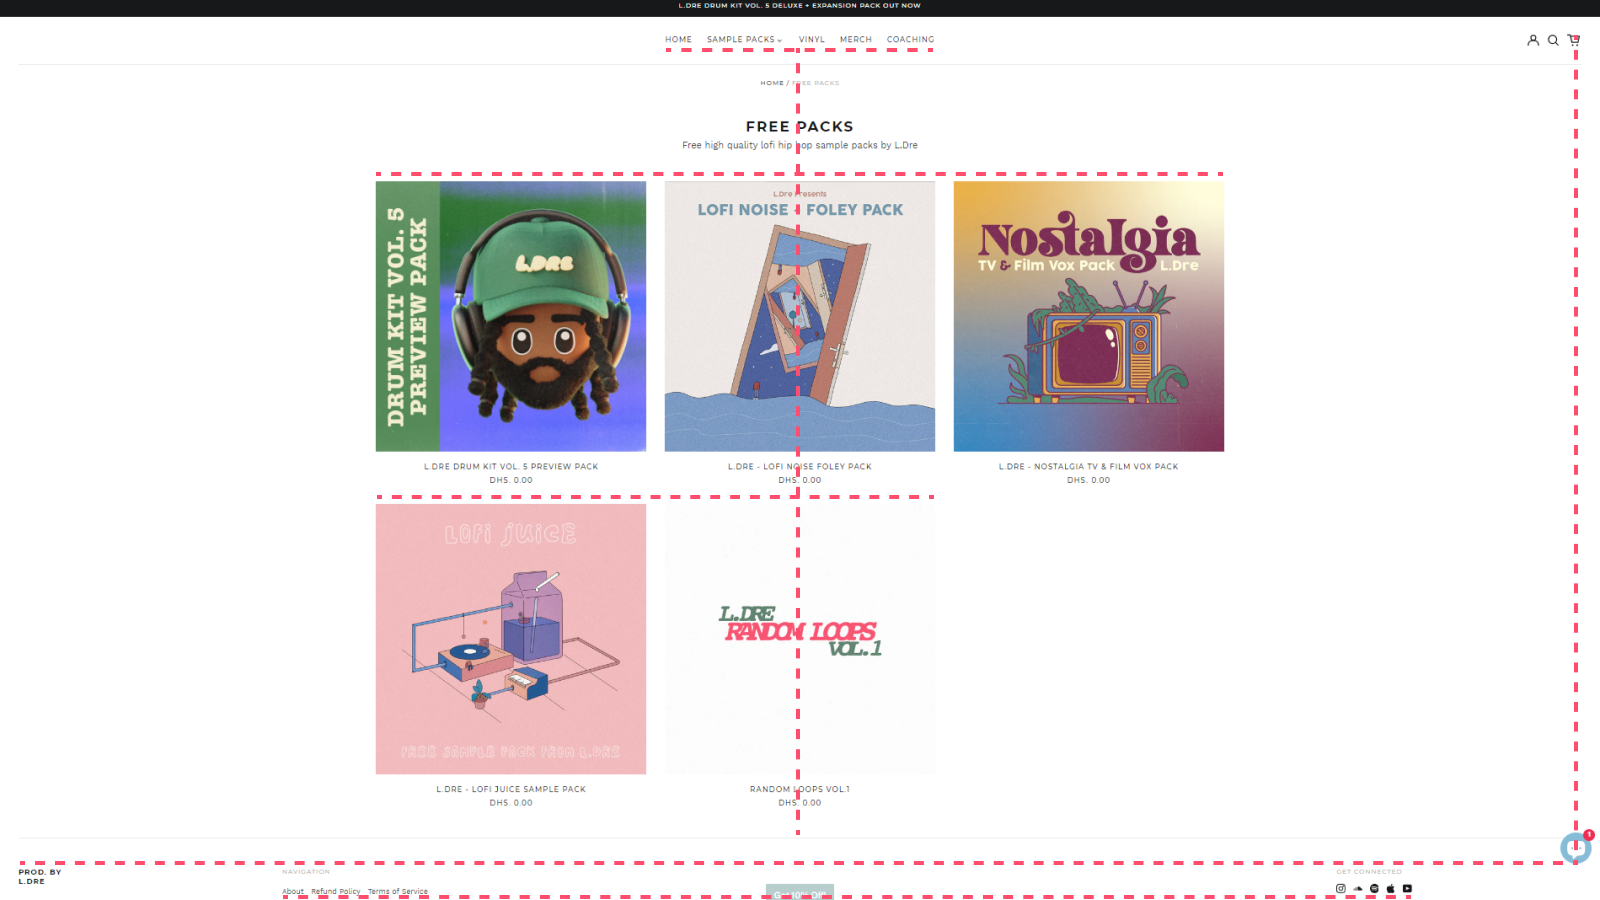 L.DRE DRUM KIT VOL. 5 DELUXE + EXPANSION PACK OUT NOW
HOME SAMPLE PACKS VINYL MERCH COACHING
HOME / FREE PACKS
FREE PACKS
Free high quality lofi hip hop sample packs by L.Dre
DRUM KIT VOL. 5
PREVIEW PACK
L.DRE
L.Dre Presents
LOFI NOISE + FOLEY PACK
Nostalgia
TV & Film Vox Pack L.Dre
L.DRE DRUM KIT VOL. 5 PREVIEW PACK
DHS. 0.00
L.DRE - LOFI NOISE FOLEY PACK
DHS. 0.00
L.DRE - NOSTALGIA TV & FILM VOX PACK
DHS. 0.00
LOFI JUICE
FREE SAMPLE PACK FROM L.DRE
L.DRE
RANDOM LOOPS
VOL.1
L.DRE - LOFI JUICE SAMPLE PACK
DHS. 0.00
RANDOM LOOPS VOL.1
DHS. 0.00
1
PROD. BY
L.DRE
NAVIGATION
About Refund Policy Terms of Service
Get 10% Off!
GET CONNECTED